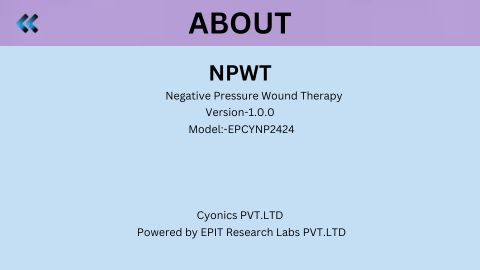 ABOUT
NPWT
Negative Pressure Wound Therapy
Version-1.0.0
Model:-EPCYNP2424
Cyonics PVT.LTD
Powered by EPIT Research Labs PVT.LTD